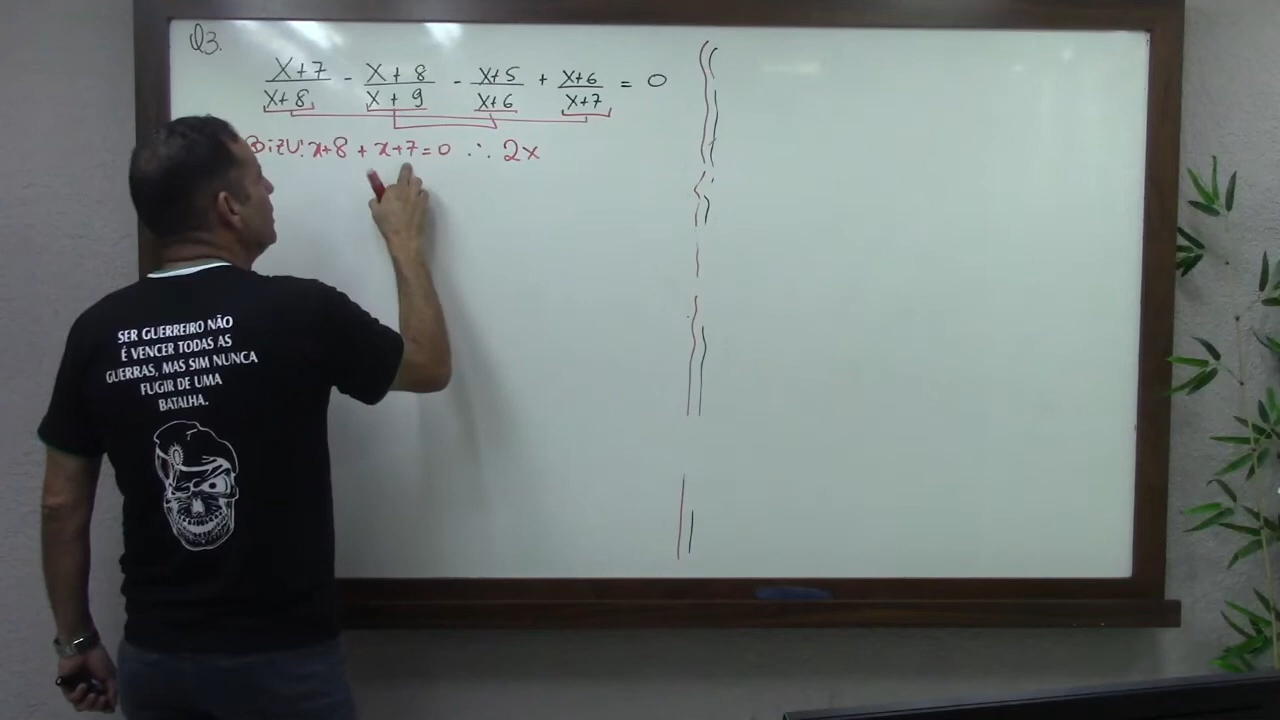 Q3.
x+7/x+8 - x+8/x+9 - x+5/x+6 + x+6/x+7 = 0
BIZU: x+8 + x+7 = 0 ∴ 2x
SER GUERREIRO NÃO
É VENCER TODAS AS
GUERRAS, MAS SIM NUNCA
FUGIR DE UMA
BATALHA.